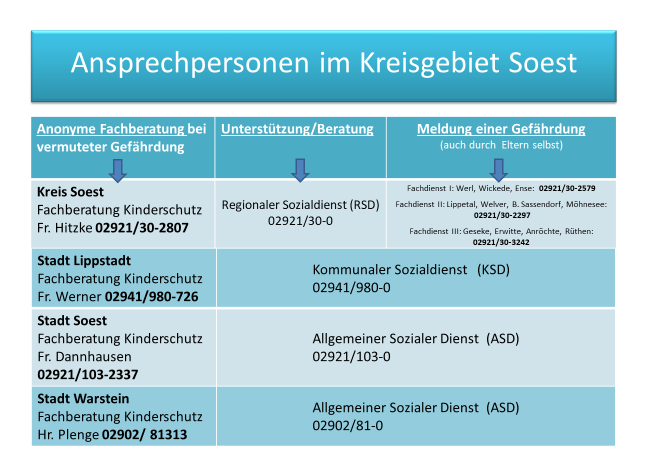 Ansprechpersonen im Kreisgebiet Soest
Anonyme Fachberatung bei
vermuteter Gefährdung
Unterstützung/Beratung
Meldung einer Gefährdung
(auch durch Eltern selbst)
Kreis Soest
Fachberatung Kinderschutz
Fr. Hitzke 02921/30-2807
Regionaler Sozialdienst (RSD)
02921/30-0
Fachdienst I: Werl, Wickede, Ense: 02921/30-2579
Fachdienst II: Lippetal, Welver, B. Sassendorf, Möhnesee:
02921/30-2297
Fachdienst III: Geseke, Erwitte, Anröchte, Rüthen:
02921/30-3242
Stadt Lippstadt
Fachberatung Kinderschutz
Fr. Werner 02941/980-726
Kommunaler Sozialdienst (KSD)
02941/980-0
Stadt Soest
Fachberatung Kinderschutz
Fr. Dannhausen
02921/103-2337
Allgemeiner Sozialer Dienst (ASD)
02921/103-0
Stadt Warstein
Fachberatung Kinderschutz
Hr. Plenge 02902/ 81313
Allgemeiner Sozialer Dienst (ASD)
02902/81-0